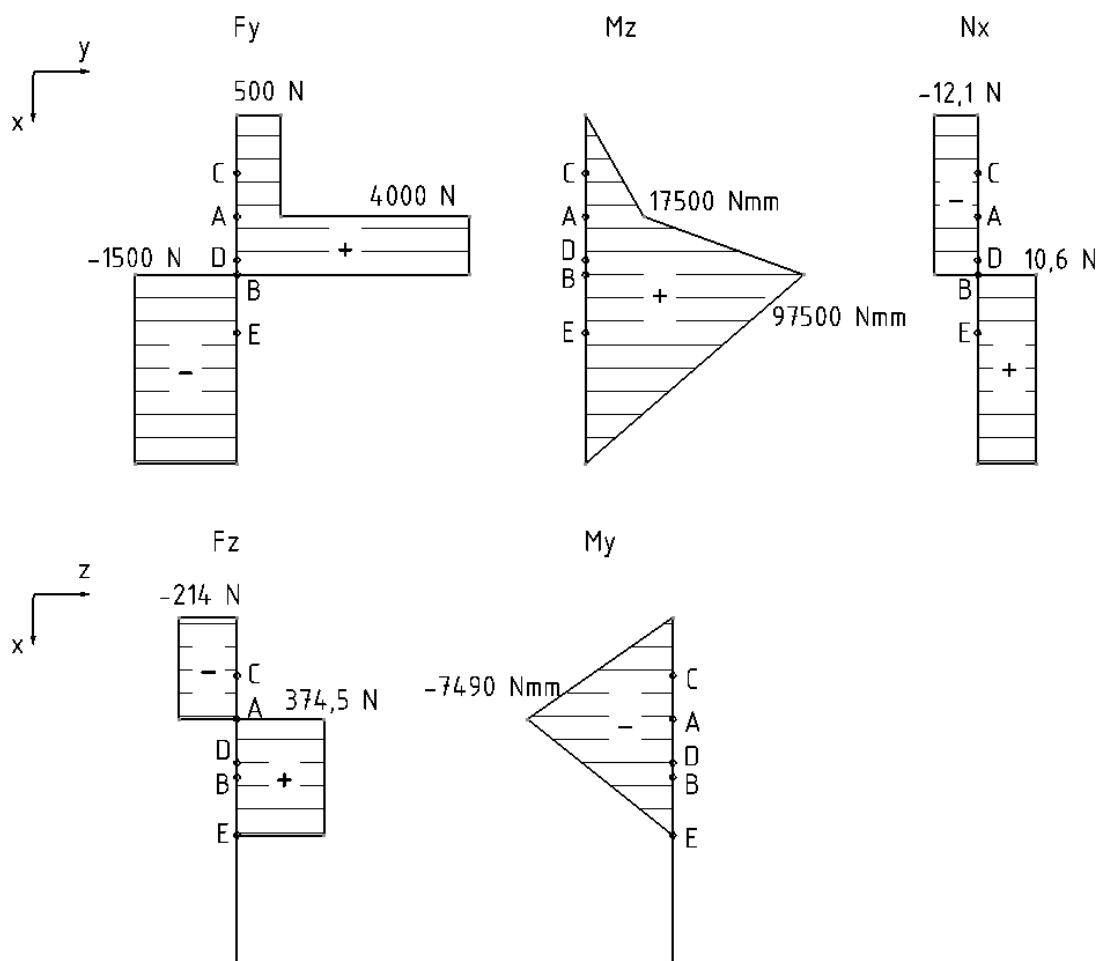 Fy Mz Nx
y
x
500 N
-12,1 N
C
A
D
B
E
4000 N
-1500 N
+
-
C
A
D
B
E
17500 Nmm
97500 Nmm
+
C
A
D
B
E
10,6 N
-
+
Fz My
z
x
-214 N
C
A
D
B
E
374,5 N
-
+
-7490 Nmm
C
A
D
B
E
-